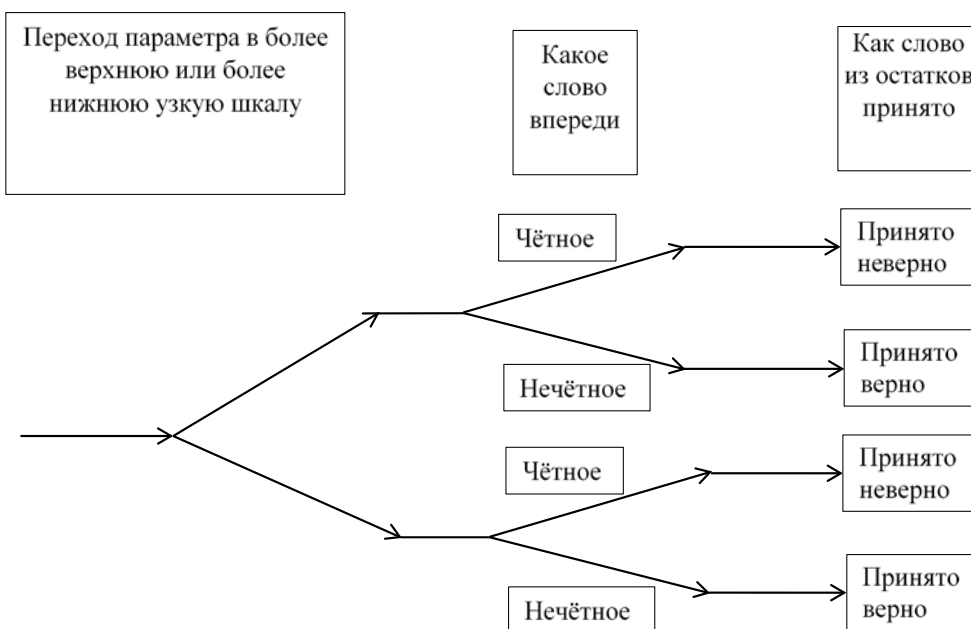 Переход параметра в более
верхнюю или более
нижнюю узкую шкалу
Какое
слово
впереди
Как слово
из остатков
принято
Чётное
Принято
неверно
Нечётное
Принято
верно
Чётное
Принято
неверно
Нечётное
Принято
верно